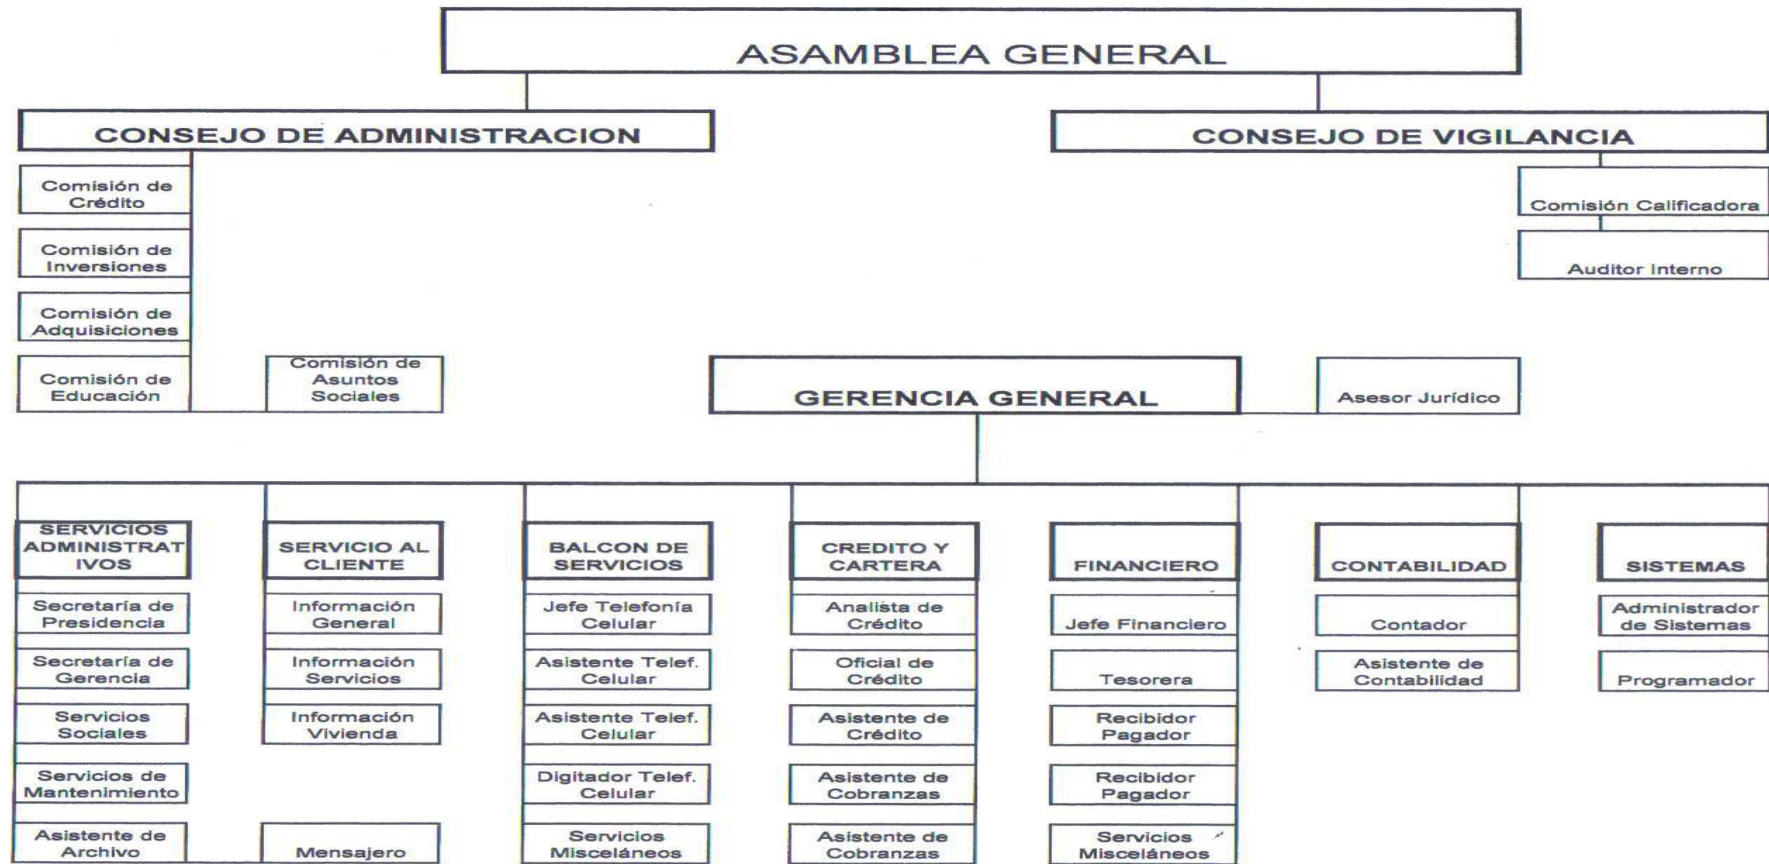 ASAMBLEA GENERAL
CONSEJO DE ADMINISTRACION
CONSEJO DE VIGILANCIA
Comisión de
Crédito
Comisión Calificadora
Comisión de
Inversiones
Auditor Interno
Comisión de
Adquisiciones
Comisión de
Educación
Comisión de
Asuntos
Sociales
GERENCIA GENERAL
Asesor Jurídico
SERVICIOS
ADMINISTRAT
IVOS
SERVICIO AL
CLIENTE
BALCON DE
SERVICIOS
CREDITO Y
CARTERA
FINANCIERO
CONTABILIDAD
SISTEMAS
Secretaría de
Presidencia
Información
General
Jefe Telefonía
Celular
Analista de
Crédito
Jefe Financiero
Contador
Administrador
de Sistemas
Secretaría de
Gerencia
Información
Servicios
Asistente Telef.
Celular
Oficial de
Crédito
Tesorera
Asistente de
Contabilidad
Programador
Servicios
Sociales
Información
Vivienda
Asistente Telef.
Celular
Asistente de
Crédito
Recibidor
Pagador
Servicios de
Mantenimiento
Digitador Telef.
Celular
Asistente de
Cobranzas
Recibidor
Pagador
Asistente de
Archivo
Mensajero
Servicios
Misceláneos
Asistente de
Cobranzas
Servicios
Misceláneos